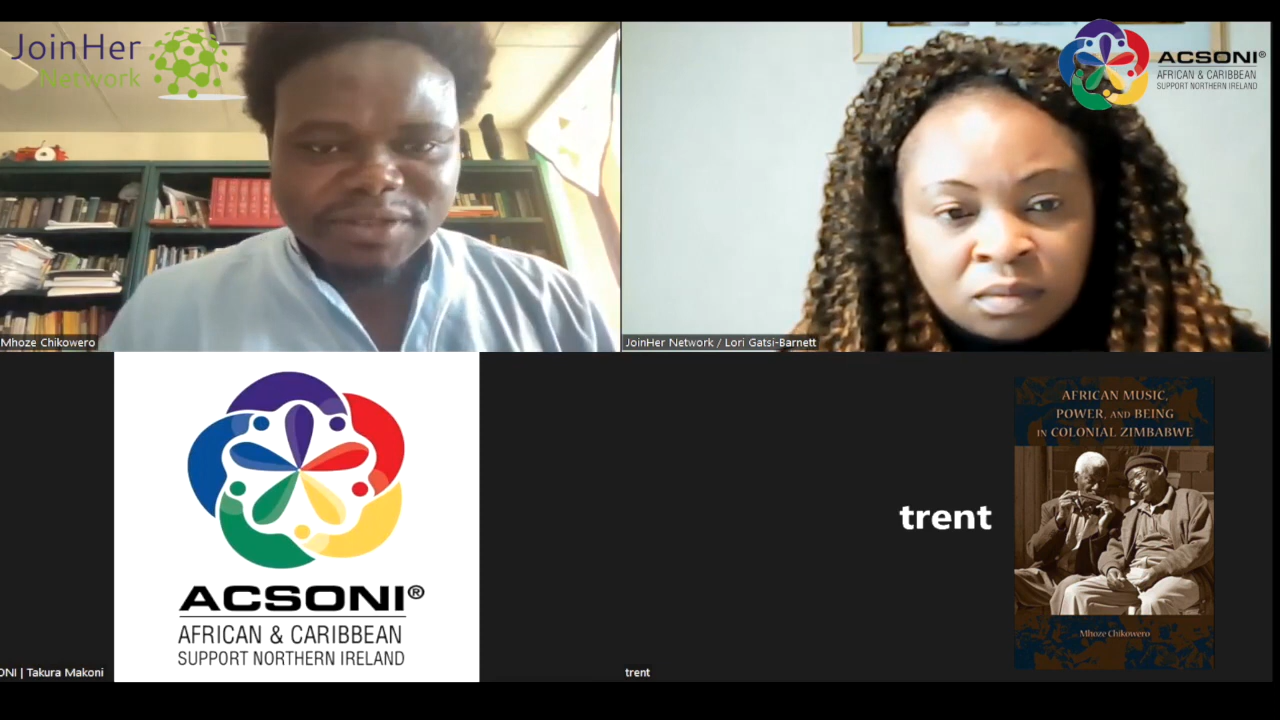 JoinHer
Network
ACSONI®
AFRICAN & CARIBBEAN
SUPPORT NORTHERN IRELAND
Mhoze Chikowero
JoinHer Network / Lori Gatsi-Barnett
ACSONI®
AFRICAN & CARIBBEAN
SUPPORT NORTHERN IRELAND
ONI | Takura Makoni
trent
AFRICAN MUSIC,
POWER, AND BEING
IN COLONIAL ZIMBABWE
Mhoze Chikowero
trent